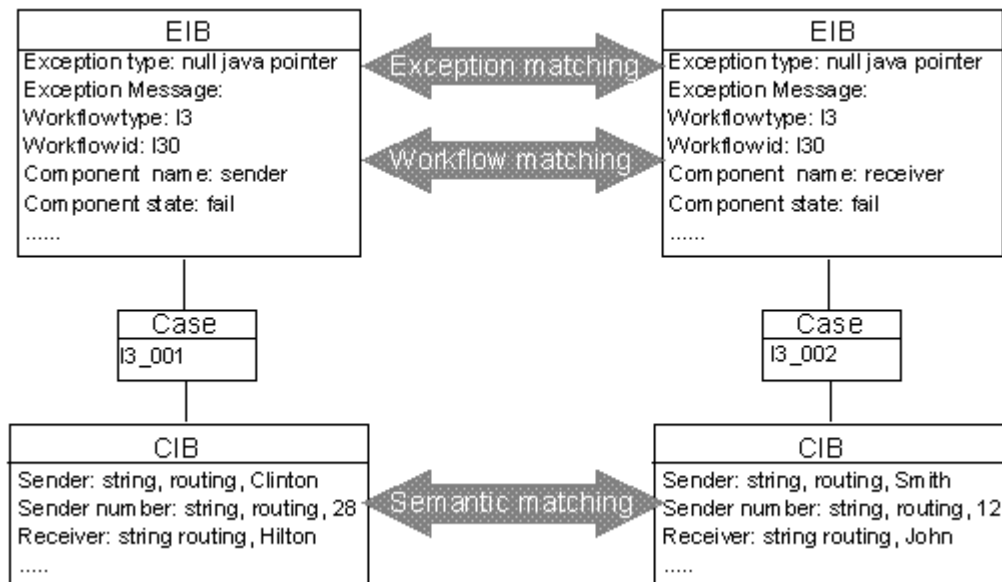 EIB
Exception type: null java pointer
Exception Message:
Workflowtype: I3
Workflowid: I30
Component name: sender
Component state: fail
......
Exception matching
Workflow matching
EIB
Exception type: null java pointer
Exception Message:
Workflowtype: I3
Workflowid: I30
Component name: receiver
Component state: fail
......
Case
I3_001
Case
I3_002
CIB
Sender: string, routing, Clinton
Sender number: string, routing, 28
Receiver: string routing, Hilton
.....
Semantic matching
CIB
Sender: string, routing, Smith
Sender number: string, routing, 12
Receiver: string routing, John
.....